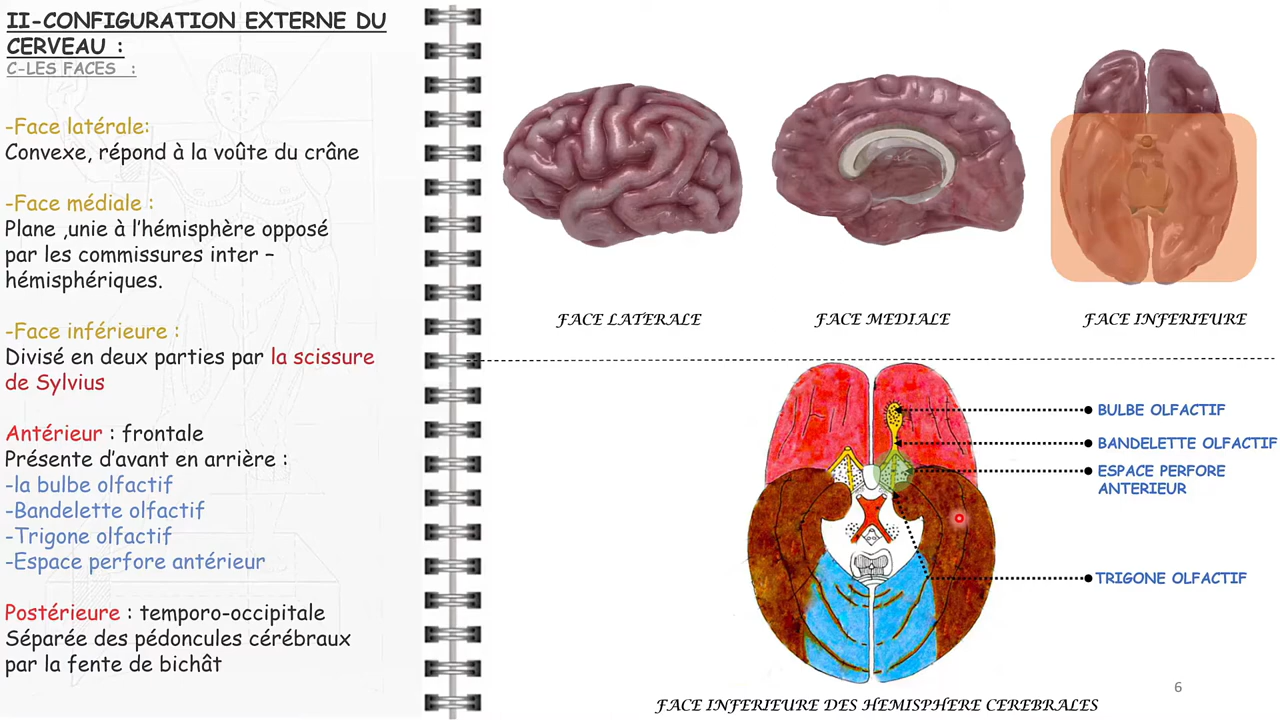 II-CONFIGURATION EXTERNE DU
CERVEAU :
C-LES FACES :
-Face latérale:
Convexe, répond à la voûte du crâne
-Face médiale :
Plane ,unie à l’hémisphère opposé
par les commissures inter –
hémisphériques.
-Face inférieure :
Divisé en deux parties par la scissure
de Sylvius
Antérieur : frontale
Présente d’avant en arrière :
-la bulbe olfactif
-Bandelette olfactif
-Trigone olfactif
-Espace perfore antérieur
Postérieure : temporo-occipitale
Séparée des pédoncules cérébraux
par la fente de bichât
FACE LATERALE
FACE MEDIALE
FACE INFERIEURE
BULBE OLFACTIF
BANDELETTE OLFACTIF
ESPACE PERFORE
ANTERIEUR
TRIGONE OLFACTIF
6
FACE INFERIEURE DES HEMISPHERE CEREBRALES